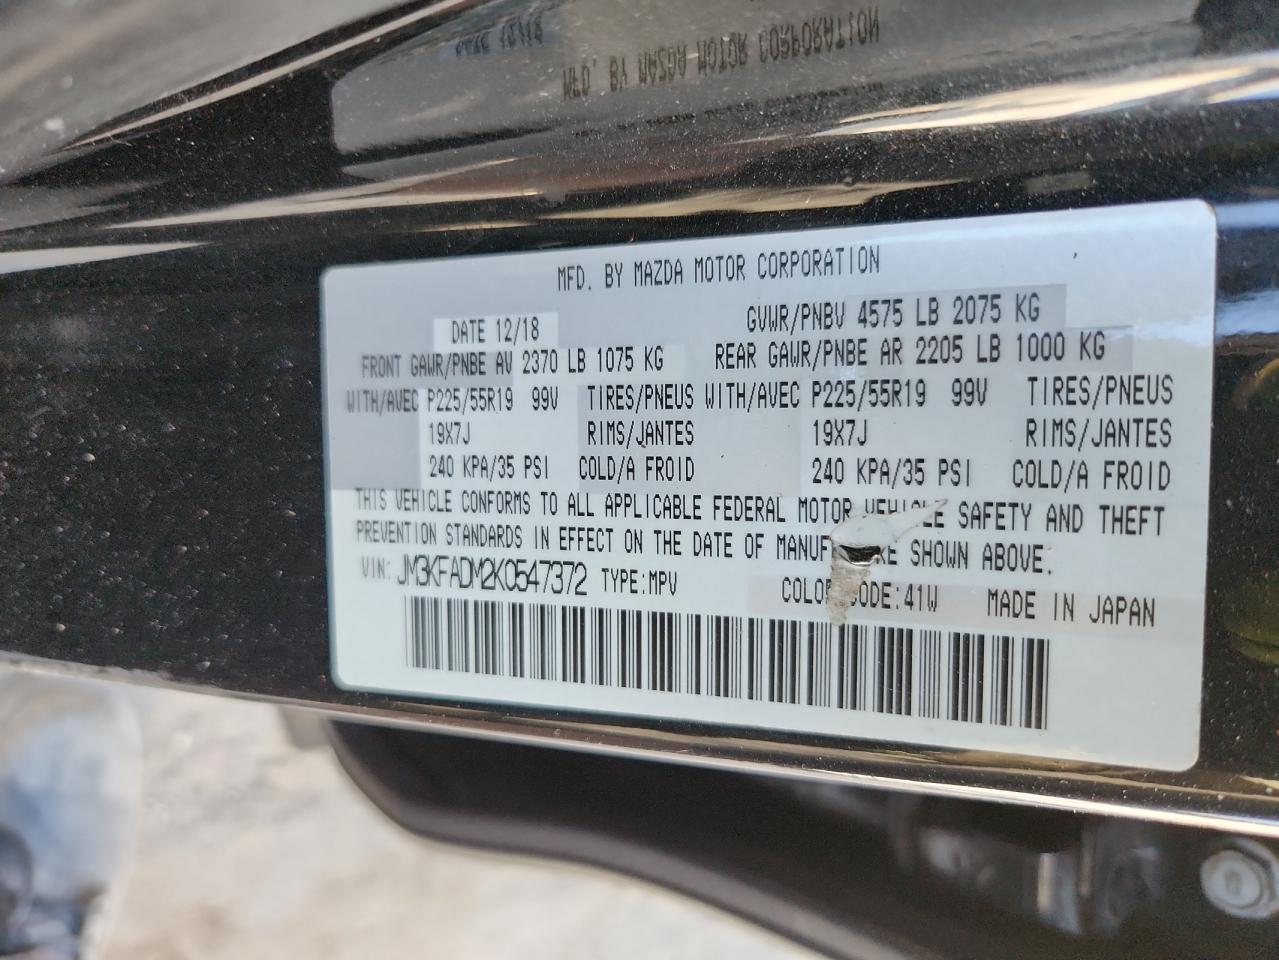 MFD. BY MAZDA MOTOR CORPORATION
DATE 12/18 GVWR/PNBV 4575 LB 2075 KG
FRONT GAWR/PNBE AV 2370 LB 1075 KG REAR GAWR/PNBE AR 2205 LB 1000 KG
WITH/AVEC P225/55R19 99V TIRES/PNEUS WITH/AVEC P225/55R19 99V TIRES/PNEUS
19X7J RIMS/JANTES 19X7J RIMS/JANTES
240 KPA/35 PSI COLD/A FROID 240 KPA/35 PSI COLD/A FROID
THIS VEHICLE CONFORMS TO ALL APPLICABLE FEDERAL MOTOR VEHICLE SAFETY AND THEFT
PREVENTION STANDARDS IN EFFECT ON THE DATE OF MANUF RE SHOWN ABOVE.
VIN: JM3KFADM2K0547372 TYPE:MPV COLOR CODE:41W MADE IN JAPAN